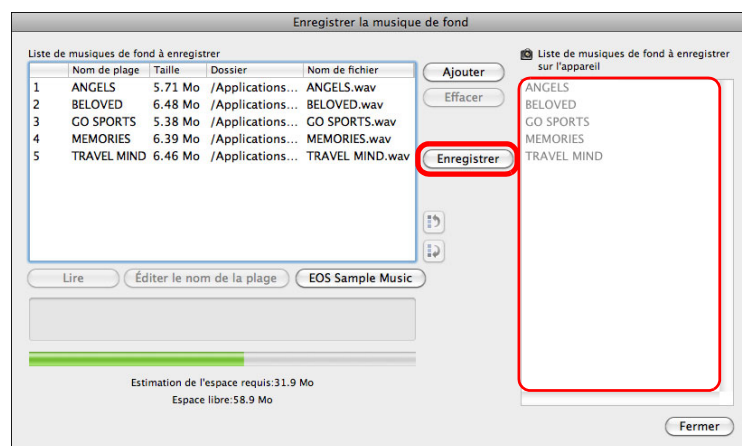 Enregistrer la musique de fond
Liste de musiques de fond à enregistrer
Nom de plage Taille Dossier Nom de fichier
1 ANGELS 5.71 Mo /Applications... ANGELS.wav
2 BELOVED 6.48 Mo /Applications... BELOVED.wav
3 GO SPORTS 5.38 Mo /Applications... GO SPORTS.wav
4 MEMORIES 6.39 Mo /Applications... MEMORIES.wav
5 TRAVEL MIND 6.46 Mo /Applications... TRAVEL MIND.wav
Ajouter
Effacer
Enregistrer
Liste de musiques de fond à enregistrer
sur l'appareil
ANGELS
BELOVED
GO SPORTS
MEMORIES
TRAVEL MIND
Lire
Éditer le nom de la plage
EOS Sample Music
Estimation de l'espace requis:31.9 Mo
Espace libre:58.9 Mo
Fermer